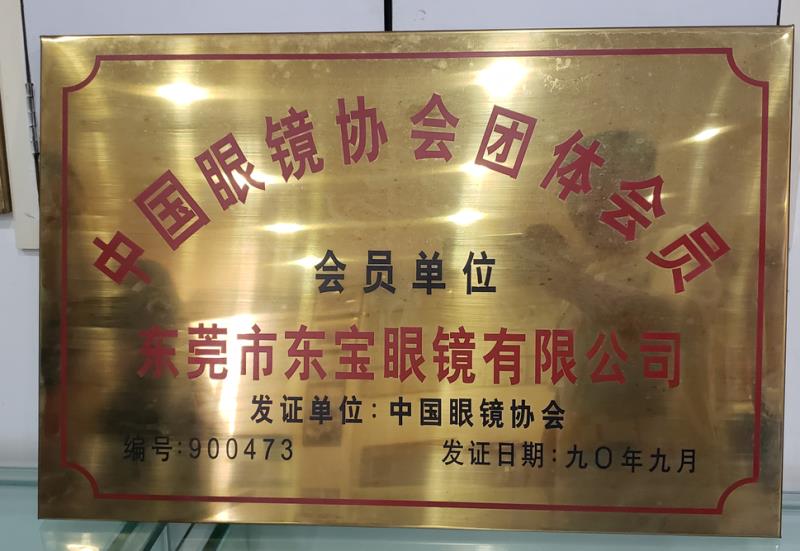 中国眼镜协会团体会员
会员单位
东莞市东宝眼镜有限公司
发证单位:中国眼镜协会
编号:900473
发证日期:九〇年九月